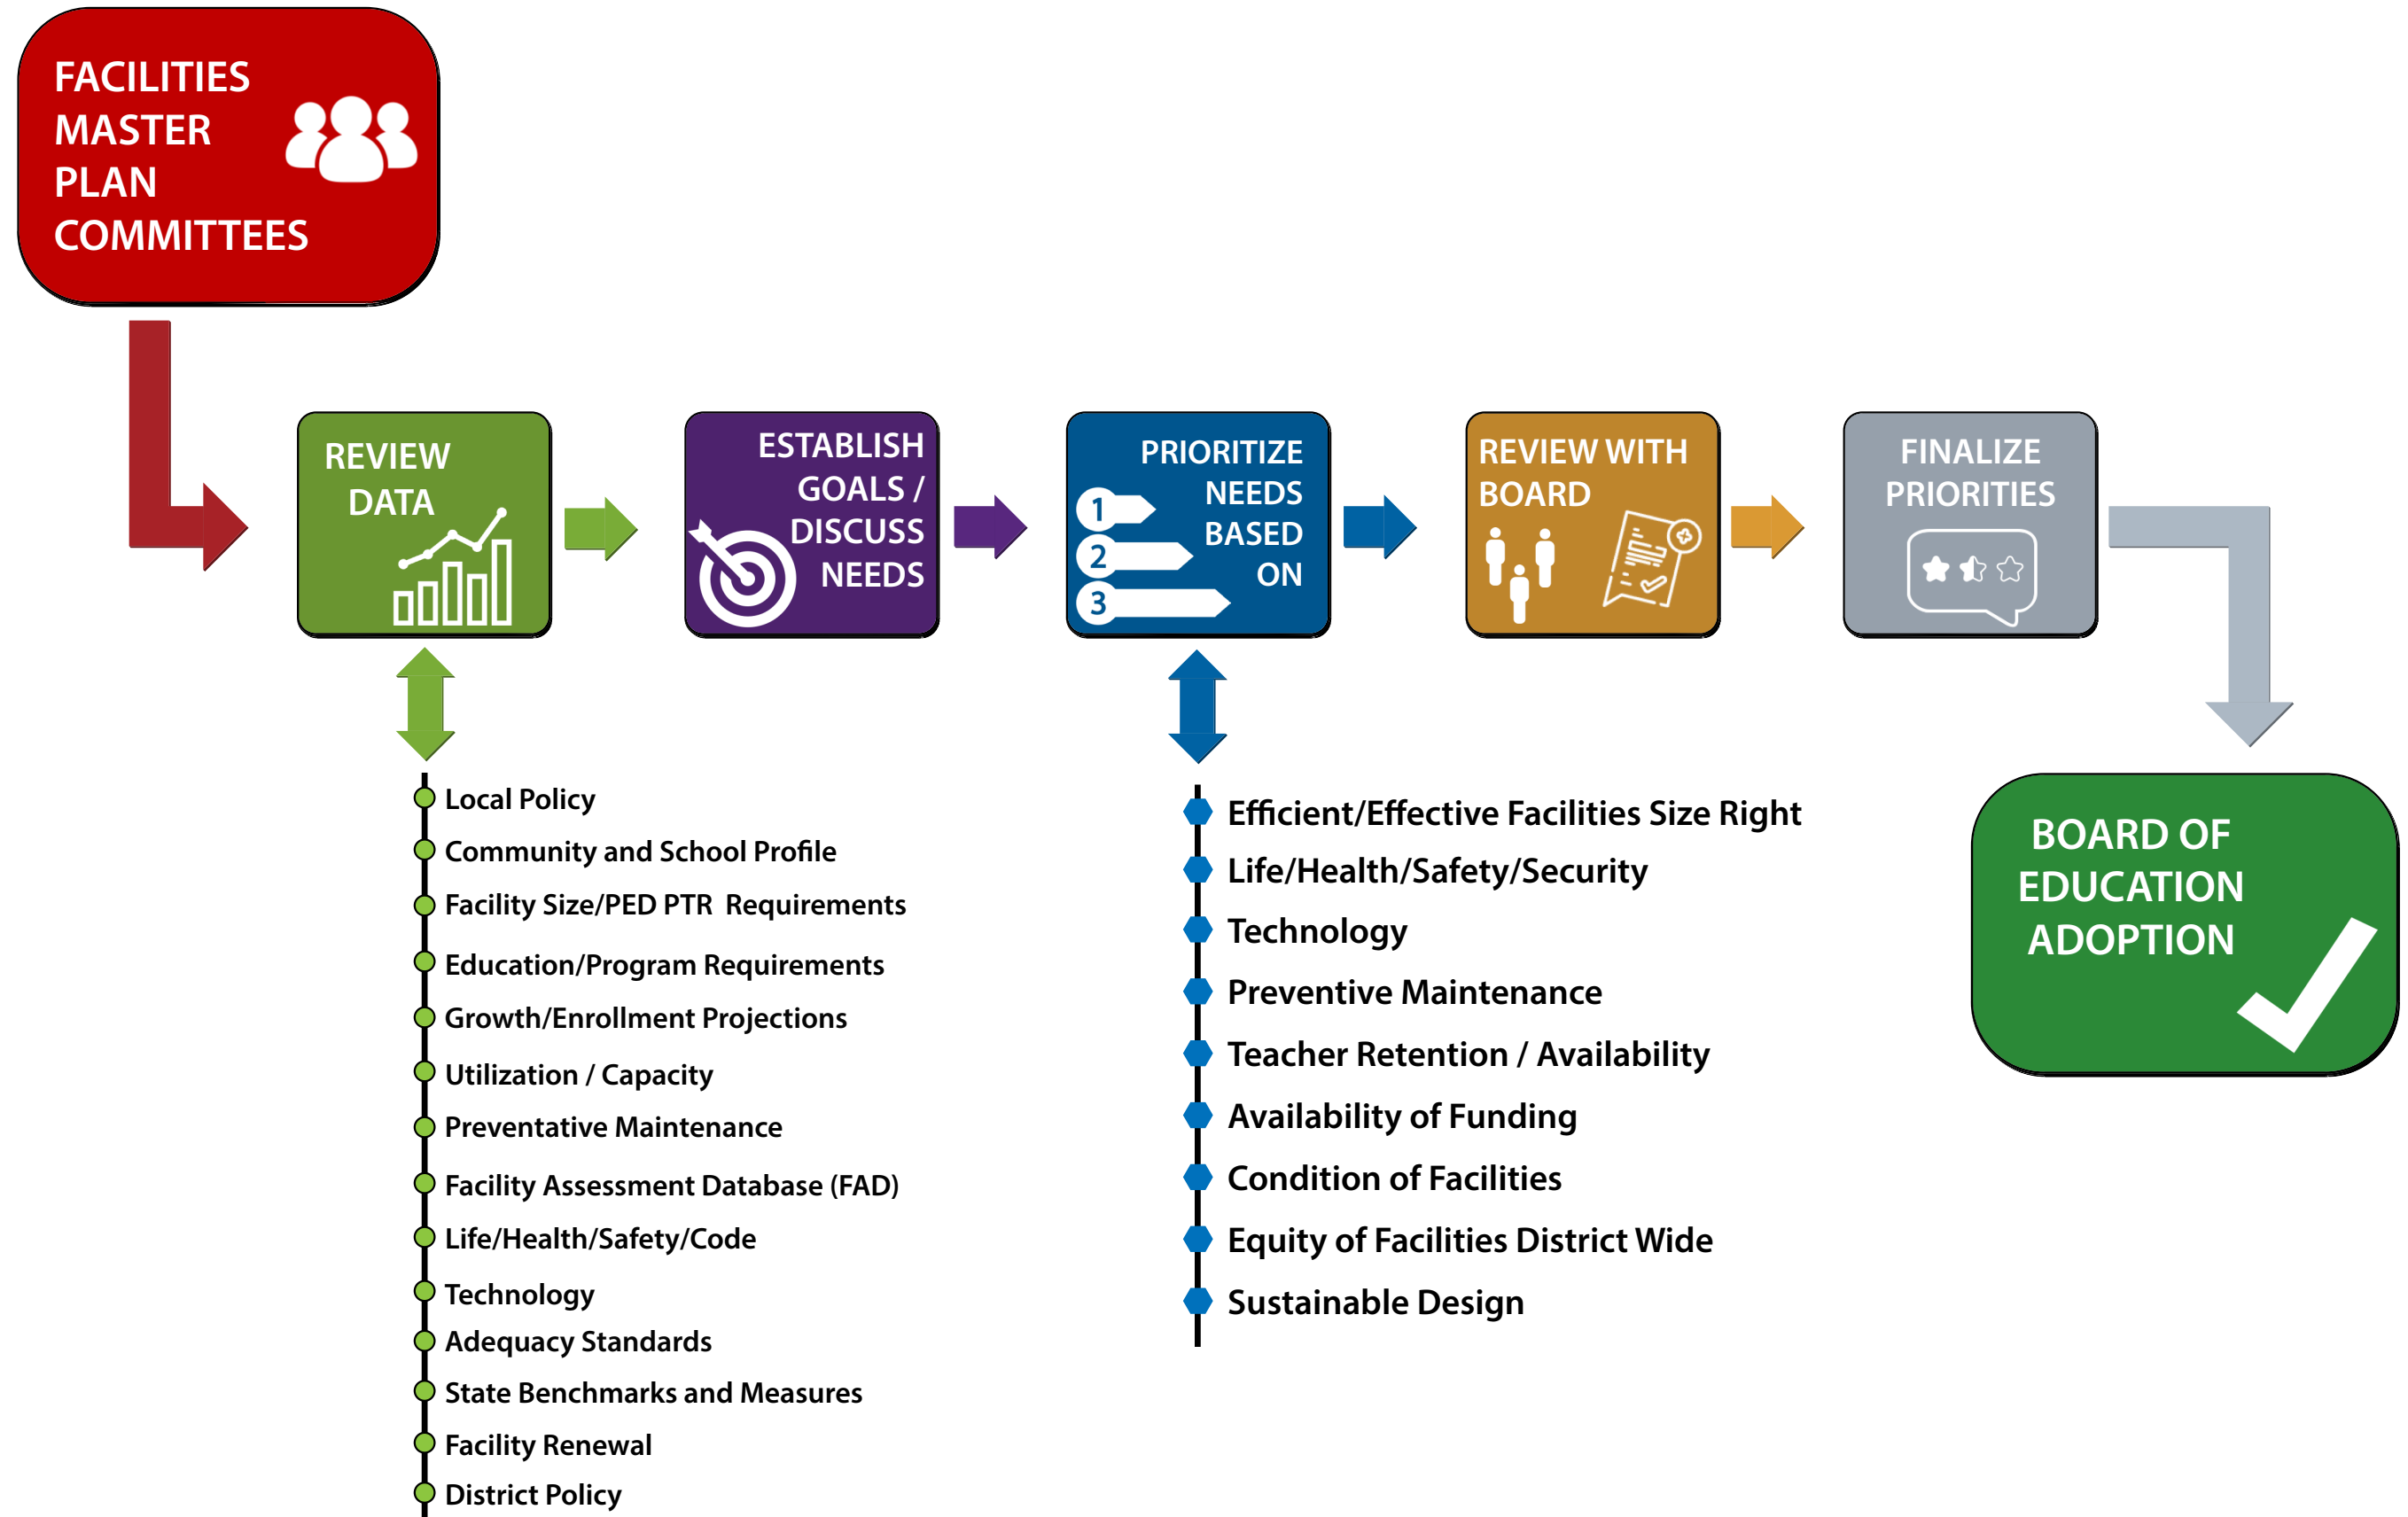 FACILITIES
MASTER
PLAN
COMMITTEES
REVIEW
DATA
ESTABLISH
GOALS /
DISCUSS
NEEDS
PRIORITIZE
NEEDS
BASED
ON
1
2
3
REVIEW WITH
BOARD
FINALIZE
PRIORITIES
Local Policy
Community and School Profile
Facility Size/PED PTR  Requirements
Education/Program Requirements
Growth/Enrollment Projections
Utilization / Capacity
Preventative Maintenance
Facility Assessment Database (FAD)
Life/Health/Safety/Code
Technology
Adequacy Standards
State Benchmarks and Measures
Facility Renewal
District Policy
Efficient/Effective Facilities Size Right
Life/Health/Safety/Security
Technology
Preventive Maintenance
Teacher Retention / Availability
Availability of Funding
Condition of Facilities
Equity of Facilities District Wide
Sustainable Design
BOARD OF
EDUCATION
ADOPTION